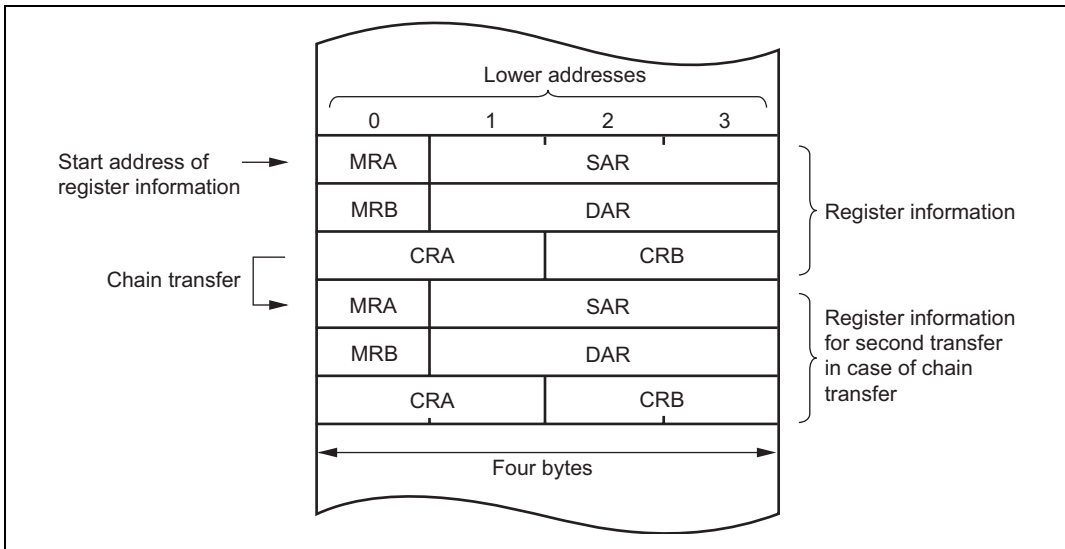 Lower addresses
0 1 2 3
Start address of
register information
MRA SAR
MRB DAR
CRA CRB
Register information
Chain transfer
MRA SAR
MRB DAR
CRA CRB
Register information
for second transfer
in case of chain
transfer
Four bytes